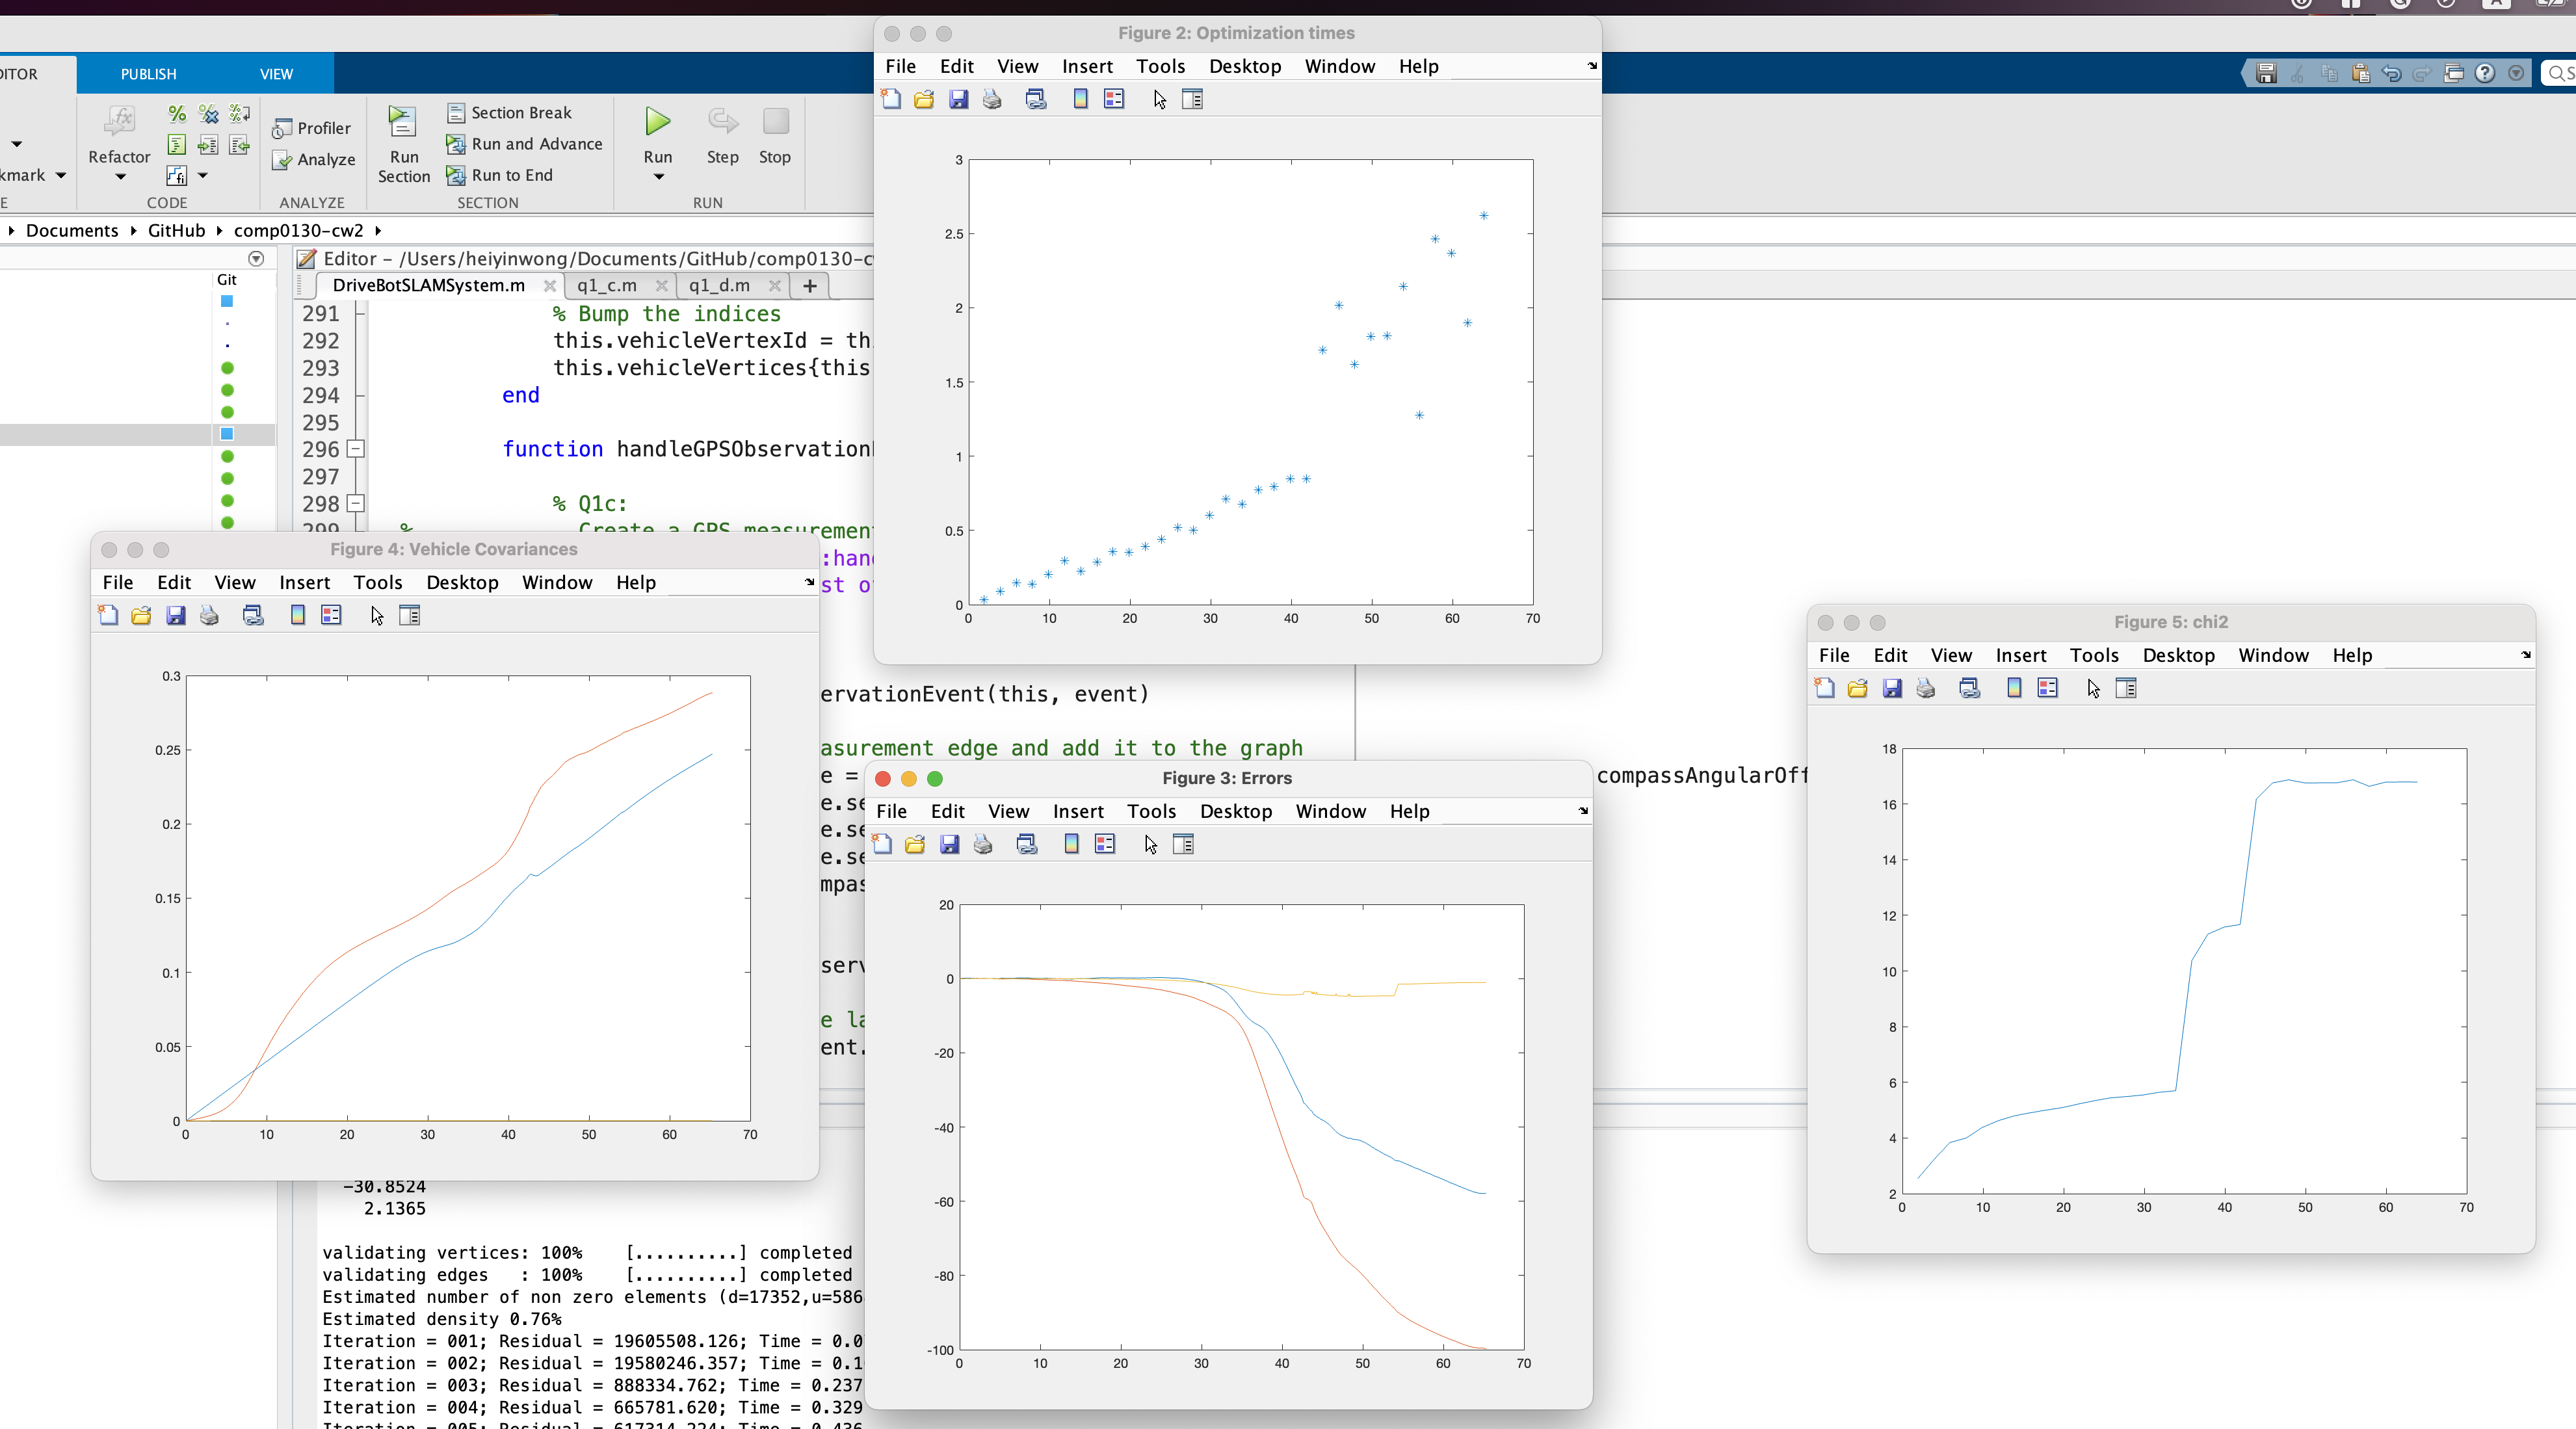 Figure 2: Optimization times
DITOR
PUBLISH
VIEW
File Edit View Insert Tools Desktop Window Help
Section Break
Profiler
Run and Advance
Refactor
Analyze
Run Section
Run
Step
Stop
kmark
Run to End
E
CODE
ANALYZE
SECTION
RUN
Documents
GitHub
comp0130-cw2
Editor – /Users/heiyinwong/Documents/GitHub/comp0130-c
Git
DriveBotSLAMSystem.m
q1_c.m
q1_d.m
+
291 % Bump the indices
292 this.vehicleVertexId = th
293 this.vehicleVertices{this
294 end
295
296 function handleGPSObservation
297
298 % Q1c:
299 % Create a GPS measurement
:hand
st o
3
2.5
2
1.5
1
0.5
0
0 10 20 30 40 50 60 70
Figure 4: Vehicle Covariances
File Edit View Insert Tools Desktop Window Help
0.3
0.25
0.2
0.15
0.1
0.05
0
0 10 20 30 40 50 60 70
ervationEvent(this, event)
asurement edge and add it to the graph
e =
compassAngularOff
e.se
e.se
e.se
mpas
serv
e la
ent.
Figure 3: Errors
File Edit View Insert Tools Desktop Window Help
20
0
-20
-40
-60
-80
-100
0 10 20 30 40 50 60 70
Figure 5: chi2
File Edit View Insert Tools Desktop Window Help
18
16
14
12
10
8
6
4
2
0 10 20 30 40 50 60 70
-30.8524
2.1365
validating vertices: 100% [..........] completed
validating edges : 100% [..........] completed
Estimated number of non zero elements (d=17352,u=586
Estimated density 0.76%
Iteration = 001; Residual = 19605508.126; Time = 0.0
Iteration = 002; Residual = 19580246.357; Time = 0.1
Iteration = 003; Residual = 888334.762; Time = 0.237
Iteration = 004; Residual = 665781.620; Time = 0.329
Iteration = 005; Residual = 617314.224; Time = 0.436